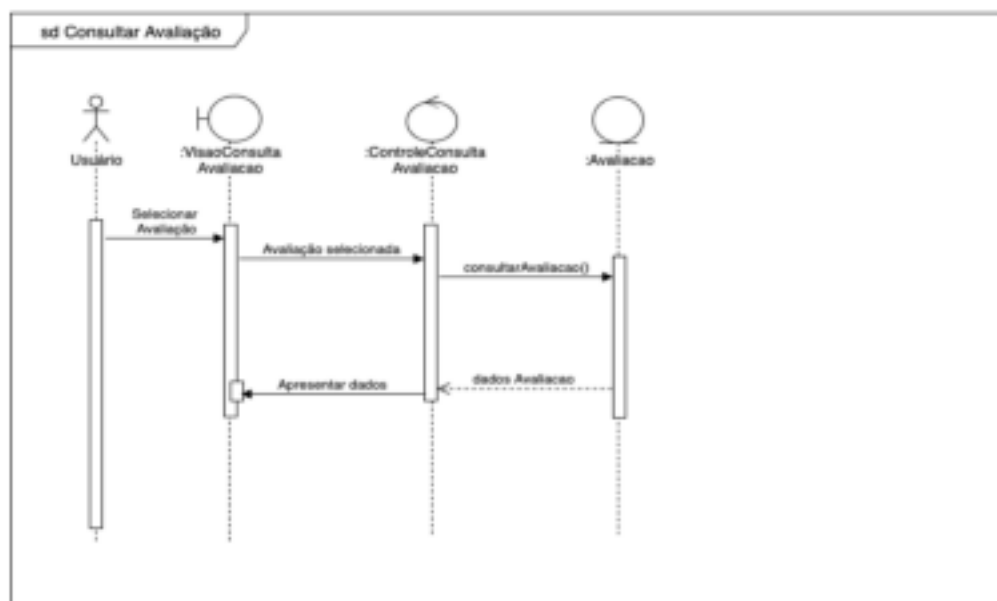 sd Consultar Avaliação
Usuário
:VisaoConsulta
Avaliacao
:ControleConsulta
Avaliacao
:Avaliacao
Selecionar
Avaliação
Avaliação selecionada
consultarAvaliacao()
Apresentar dados
dados Avaliacao